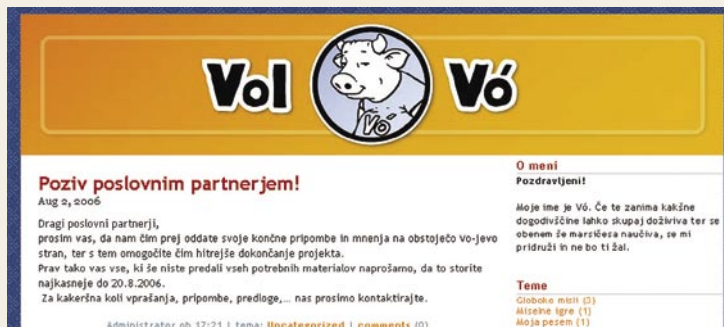 Vol Vó
Vó
Poziv poslovnim partnerjem!
Aug 2, 2006
Dragi poslovni partnerji,
prosim vas, da nam čim prej oddate svoje končne pripombe in mnenja na obstoječo vo-jevo
stran, ter s tem omogočite čim hitrejše dokončanje projekta.
Prav tako vas vse, ki še niste predali vseh potrebnih materialov naprošamo, da to storite
najkasneje do 20.8.2006.
Za kakeršna koli vprašanja, pripombe, predloge,... nas prosimo kontaktirajte.
Administrator ob 17:21 | tema: Uncategorized | comments (0)
O meni
Pozdravljeni!
Moje ime je Vó. Če te zanima kakšne
dogodivščine lahko skupaj doživiva ter se
obenem še marsičesa naučiva, se mi
pridruži in ne bo ti žal.
Teme
Globoke misli (3)
Miselne igre (1)
Moja pesem (1)